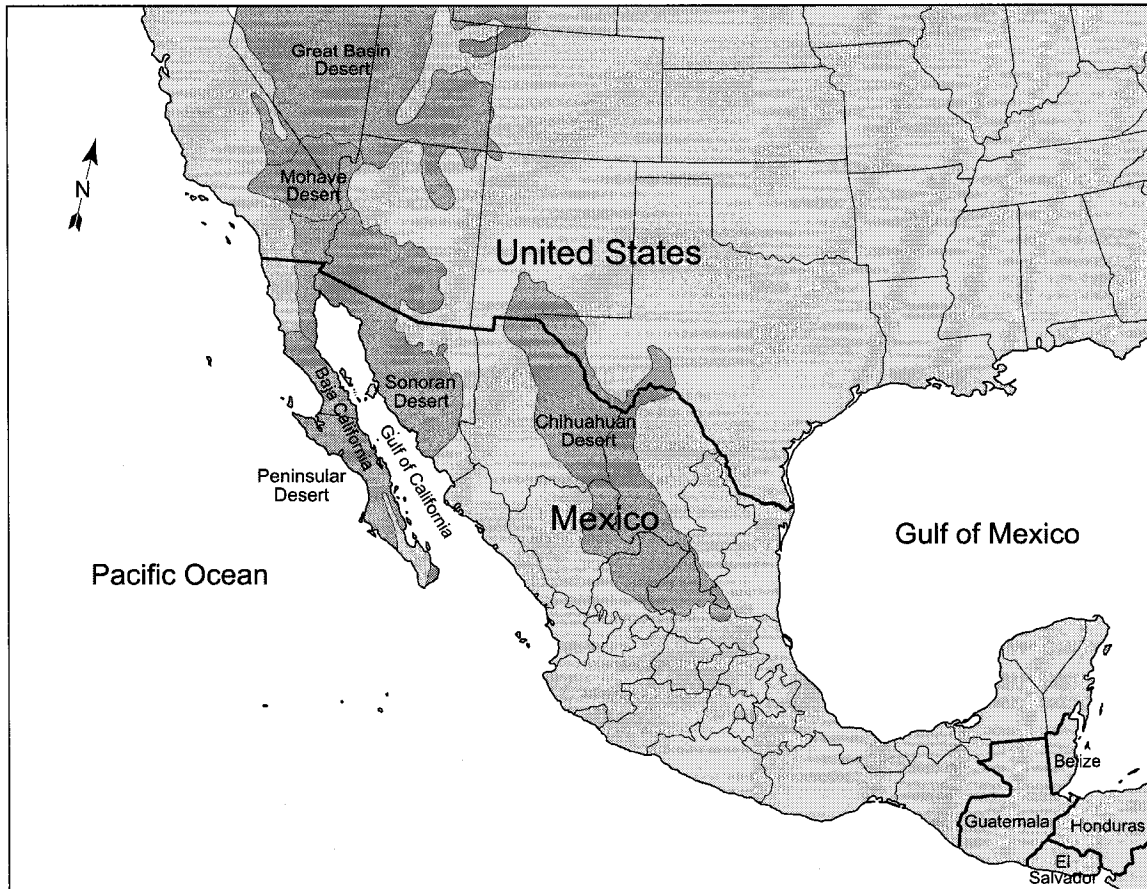 Great Basin
Desert
N
Mohave
Desert
United States
Baja California
Sonoran
Desert
Gulf of California
Chihuahuan
Desert
Peninsular
Desert
Mexico
Gulf of Mexico
Pacific Ocean
Belize
Guatemala
Honduras
El
Salvador